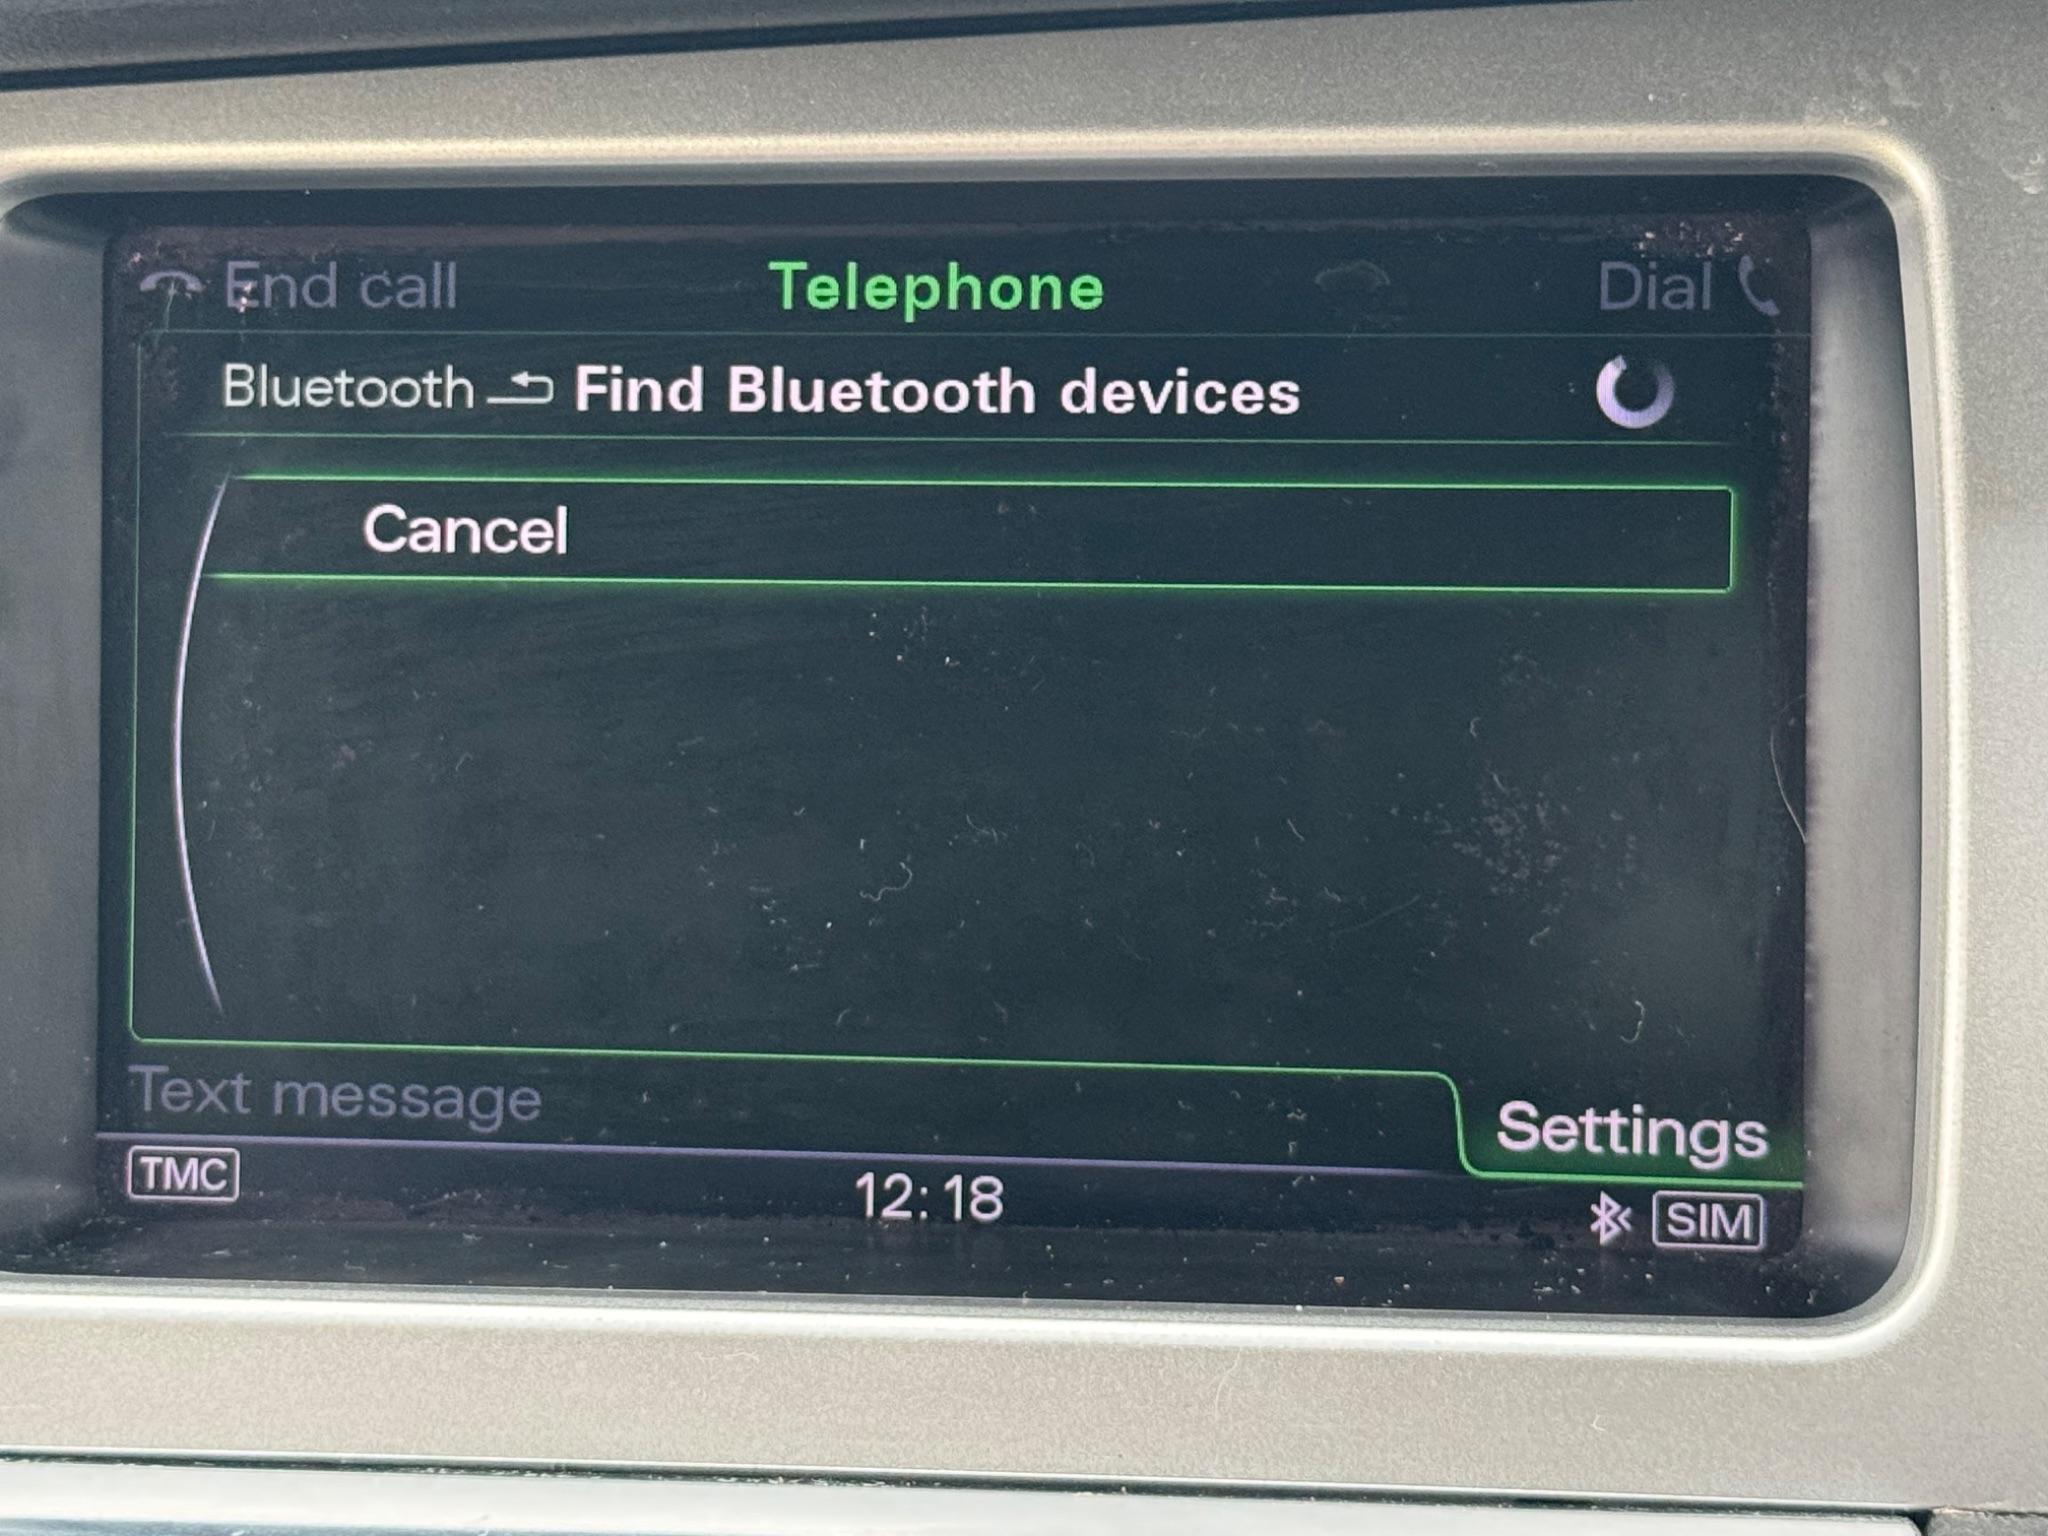 End call Telephone Dial
Bluetooth Find Bluetooth devices
Cancel
Text message Settings
TMC 12:18 SIM